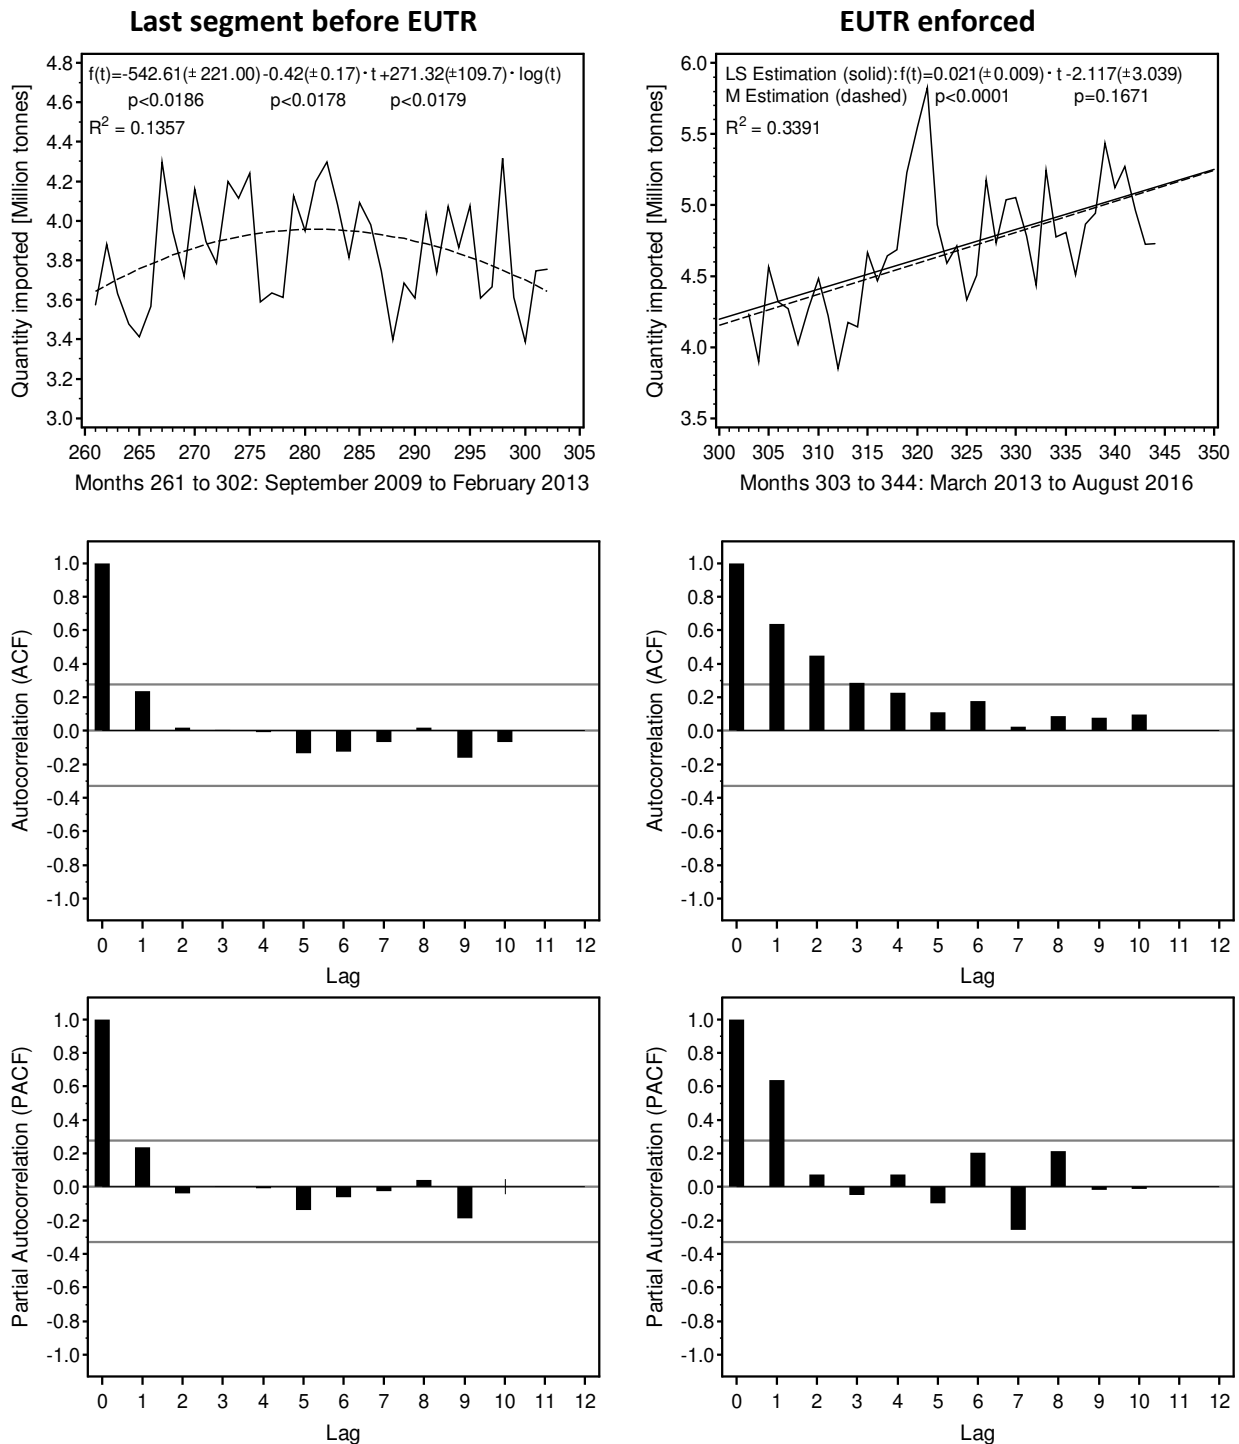 Last segment before EUTR
EUTR enforced
f(t)=-542.61(±221.00)-0.42(±0.17)·t+271.32(±109.7)·log(t)
p<0.0186 p<0.0178 p<0.0179
R² = 0.1357
Quantity imported [Million tonnes]
4.8
4.6
4.4
4.2
4.0
3.8
3.6
3.4
3.2
3.0
260 265 270 275 280 285 290 295 300 305
Months 261 to 302: September 2009 to February 2013
LS Estimation (solid):f(t)=0.021(±0.009)·t-2.117(±3.039)
M Estimation (dashed) p<0.0001 p=0.1671
R² = 0.3391
Quantity imported [Million tonnes]
6.0
5.5
5.0
4.5
4.0
3.5
300 305 310 315 320 325 330 335 340 345 350
Months 303 to 344: March 2013 to August 2016
Autocorrelation (ACF)
1.0
0.8
0.6
0.4
0.2
0.0
-0.2
-0.4
-0.6
-0.8
-1.0
0 1 2 3 4 5 6 7 8 9 10 11 12
Lag
Autocorrelation (ACF)
1.0
0.8
0.6
0.4
0.2
0.0
-0.2
-0.4
-0.6
-0.8
-1.0
0 1 2 3 4 5 6 7 8 9 10 11 12
Lag
Partial Autocorrelation (PACF)
1.0
0.8
0.6
0.4
0.2
0.0
-0.2
-0.4
-0.6
-0.8
-1.0
0 1 2 3 4 5 6 7 8 9 10 11 12
Lag
Partial Autocorrelation (PACF)
1.0
0.8
0.6
0.4
0.2
0.0
-0.2
-0.4
-0.6
-0.8
-1.0
0 1 2 3 4 5 6 7 8 9 10 11 12
Lag